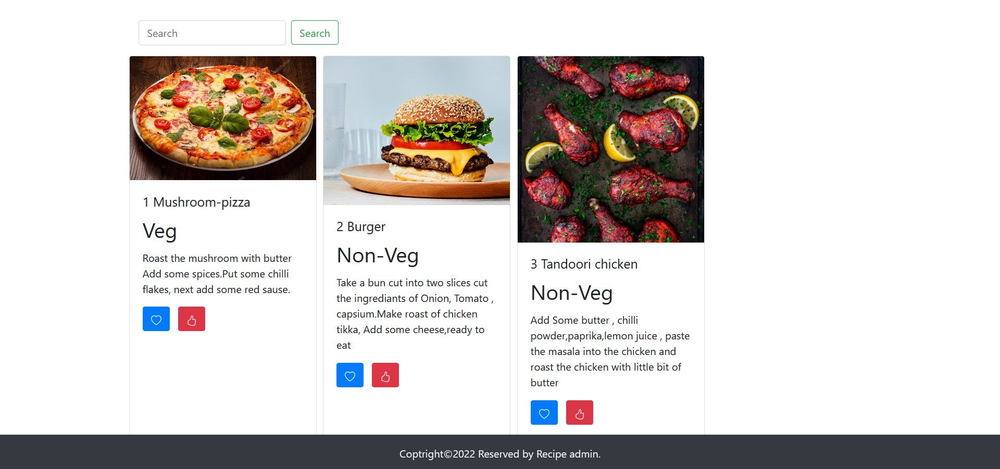 Search
Search
1 Mushroom-pizza
Veg
Roast the mushroom with butter
Add some spices.Put some chilli
flakes, next add some red sause.
2 Burger
Non-Veg
Take a bun cut into two slices cut
the ingrediants of Onion, Tomato ,
capsium.Make roast of chicken
tikka, Add some cheese,ready to
eat
3 Tandoori chicken
Non-Veg
Add Some butter , chilli
powder,paprika,lemon juice , paste
the masala into the chicken and
roast the chicken with little bit of
butter
Coptright©2022 Reserved by Recipe admin.